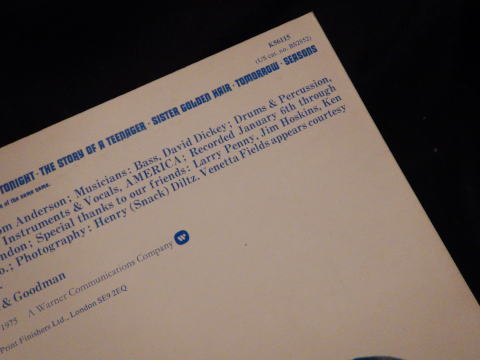 K56115
(US cat. no. BS2852)
TONIGHT · THE STORY OF A TEENAGER · SISTER GOLDEN HAIR · TOMORROW · SEASONS
of the same name.
om Anderson; Musicians: Bass, David Dickey; Drums & Percussion,
Instruments & Vocals, AMERICA; Recorded January 6th through
ndon; Special thanks to our friends: Larry Penny, Jim Hoskins, Ken
o.; Photography: Henry (Snack) Diltz. Venetta Fields appears courtesy
& Goodman
1975 A Warner Communications Company
Print Finishers Ltd., London SE9 2EQ